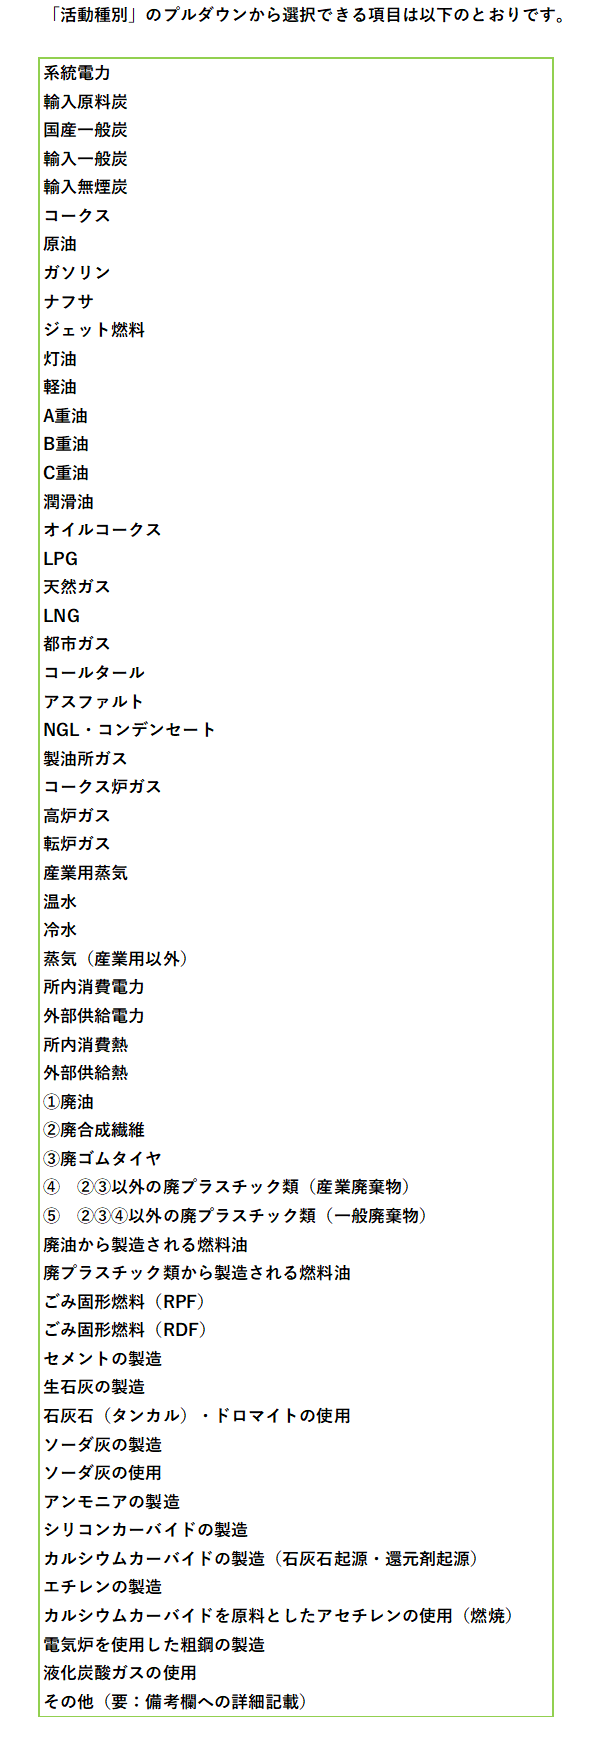 「活動種別」のプルダウンから選択できる項目は以下のとおりです。
系統電力
輸入原料炭
国産一般炭
輸入一般炭
輸入無煙炭
コークス
原油
ガソリン
ナフサ
ジェット燃料
灯油
軽油
A重油
B重油
C重油
潤滑油
オイルコークス
LPG
天然ガス
LNG
都市ガス
コールタール
アスファルト
NGL・コンデンセート
製油所ガス
コークス炉ガス
高炉ガス
転炉ガス
産業用蒸気
温水
冷水
蒸気（産業用以外）
所内消費電力
外部供給電力
所内消費熱
外部供給熱
①廃油
②廃合成繊維
③廃ゴムタイヤ
④　②③以外の廃プラスチック類（産業廃棄物）
⑤　②③④以外の廃プラスチック類（一般廃棄物）
廃油から製造される燃料油
廃プラスチック類から製造される燃料油
ごみ固形燃料（RPF）
ごみ固形燃料（RDF）
セメントの製造
生石灰の製造
石灰石（タンカル）・ドロマイトの使用
ソーダ灰の製造
ソーダ灰の使用
アンモニアの製造
シリコンカーバイドの製造
カルシウムカーバイドの製造（石灰石起源・還元剤起源）
エチレンの製造
カルシウムカーバイドを原料としたアセチレンの使用（燃焼）
電気炉を使用した粗鋼の製造
液化炭酸ガスの使用
その他（要：備考欄への詳細記載）